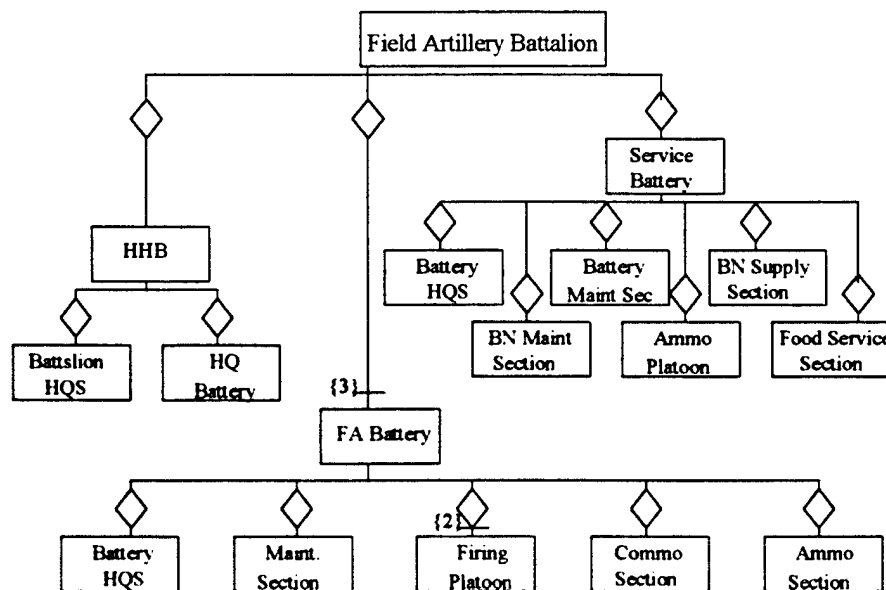 Field Artillery Battalion
Service
Battery
HHB
Battery
HQS
Battery
Maint Sec
BN Supply
Section
BN Maint
Section
Ammo
Platoon
Food Service
Section
Battslion
HQS
HQ
Battery
{3}
FA Battery
{2}
Battery
HQS
Maint.
Section
Firing
Platoon
Commo
Section
Ammo
Section